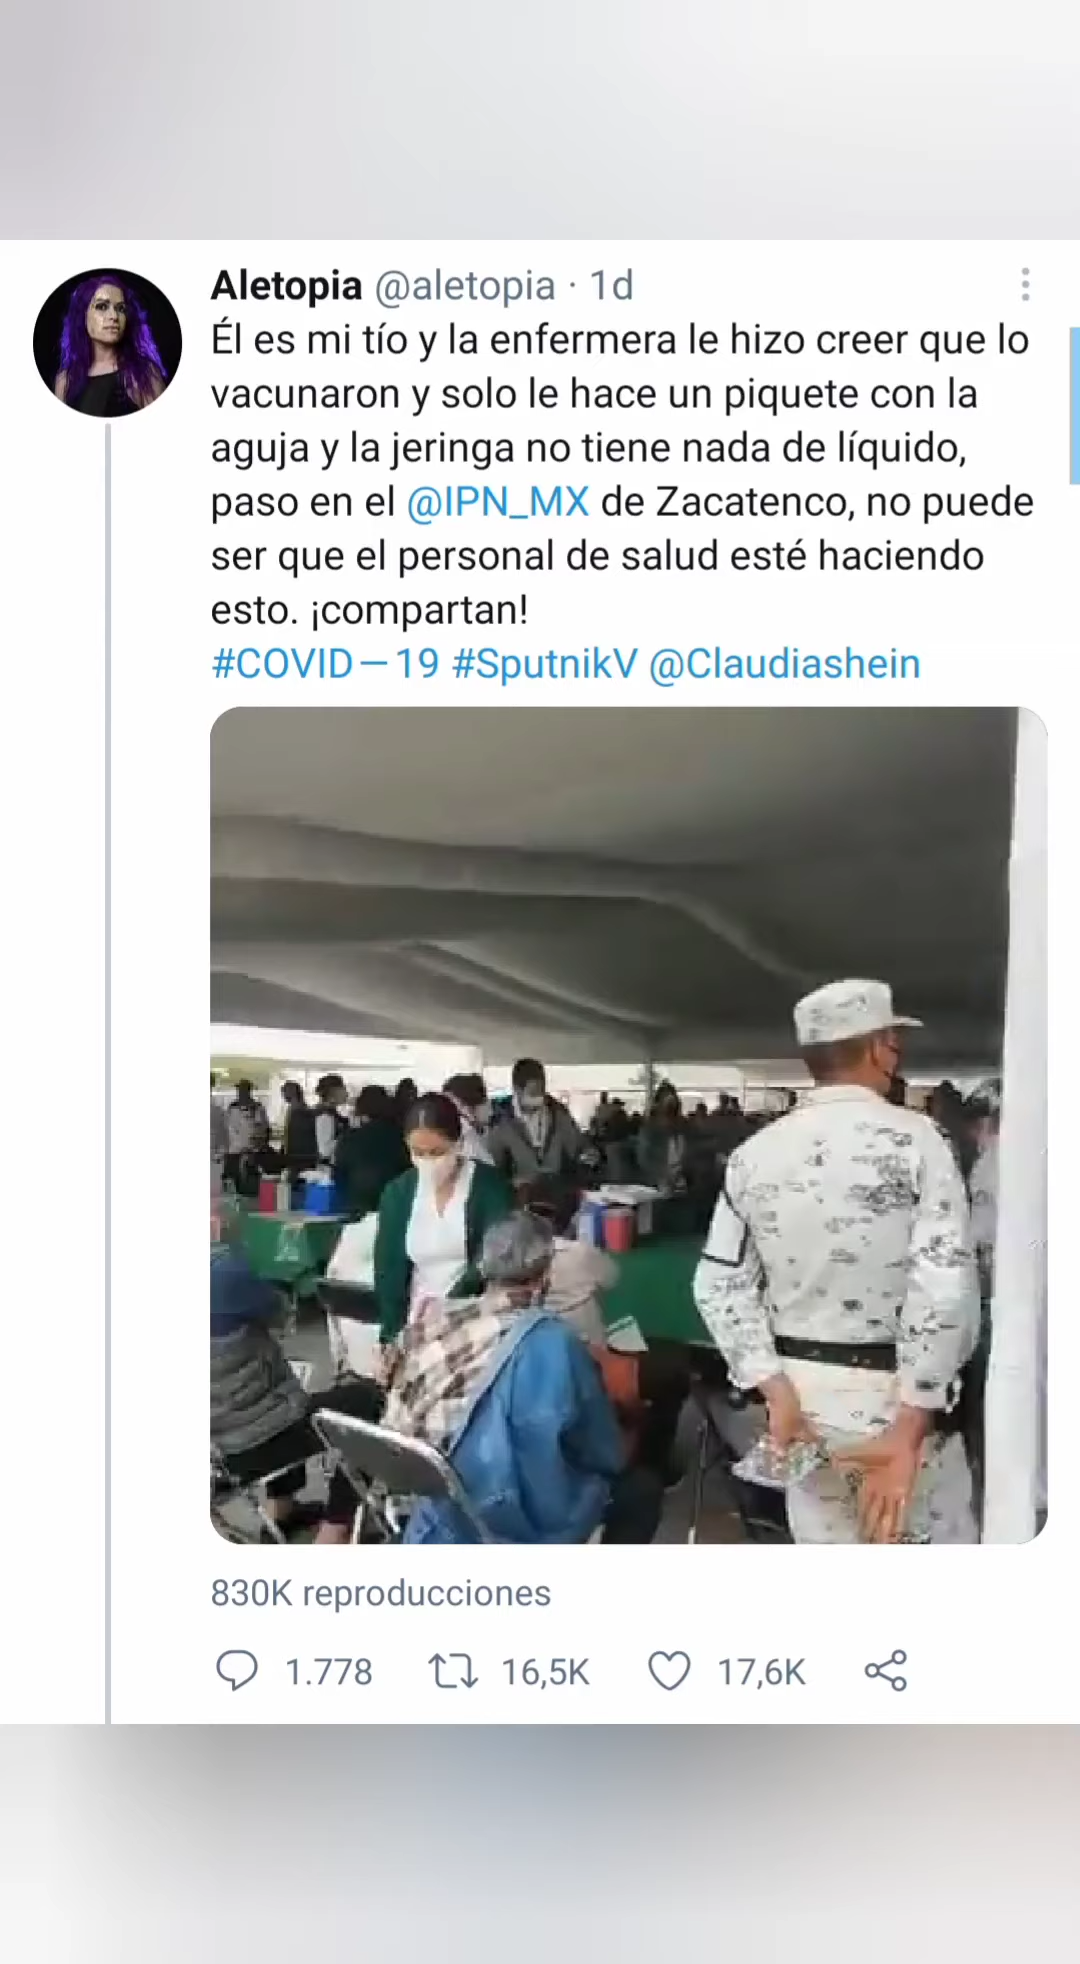 Aletopia @aletopia · 1d
Él es mi tío y la enfermera le hizo creer que lo
vacunaron y solo le hace un piquete con la
aguja y la jeringa no tiene nada de líquido,
paso en el @IPN_MX de Zacatenco, no puede
ser que el personal de salud esté haciendo
esto. ¡compartan!
#COVID—19 #SputnikV @Claudiashein
830K reproducciones
1.778 16,5K 17,6K